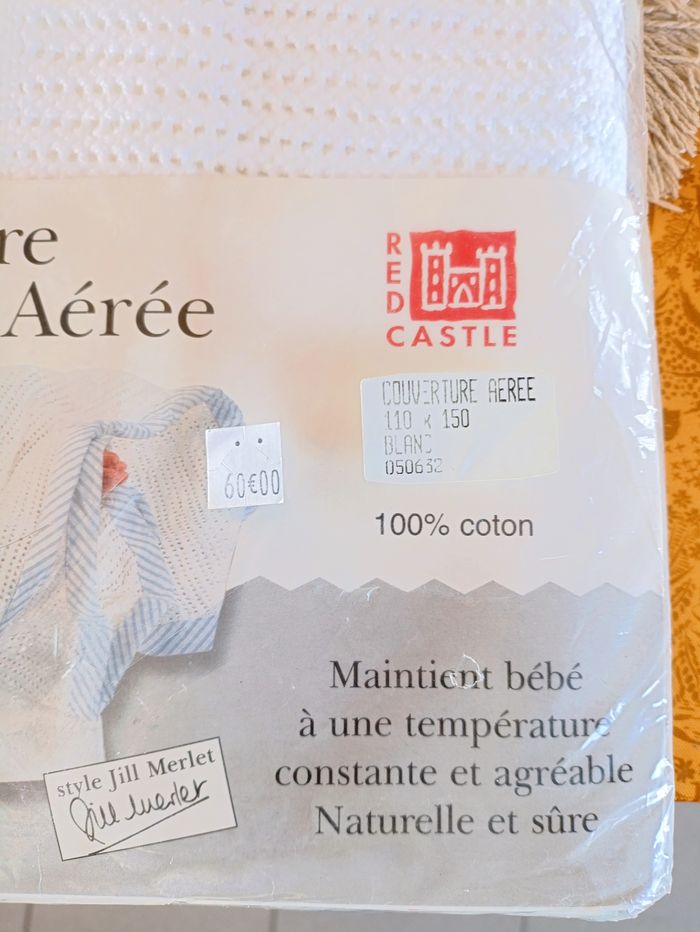 re
Aérée
RED
CASTLE
COUVERTURE AEREE
110 x 150
BLANC
050632
60€00
100% coton
Maintient bébé
à une température
constante et agréable
Naturelle et sûre
style Jill Merlet
Jill Merlet